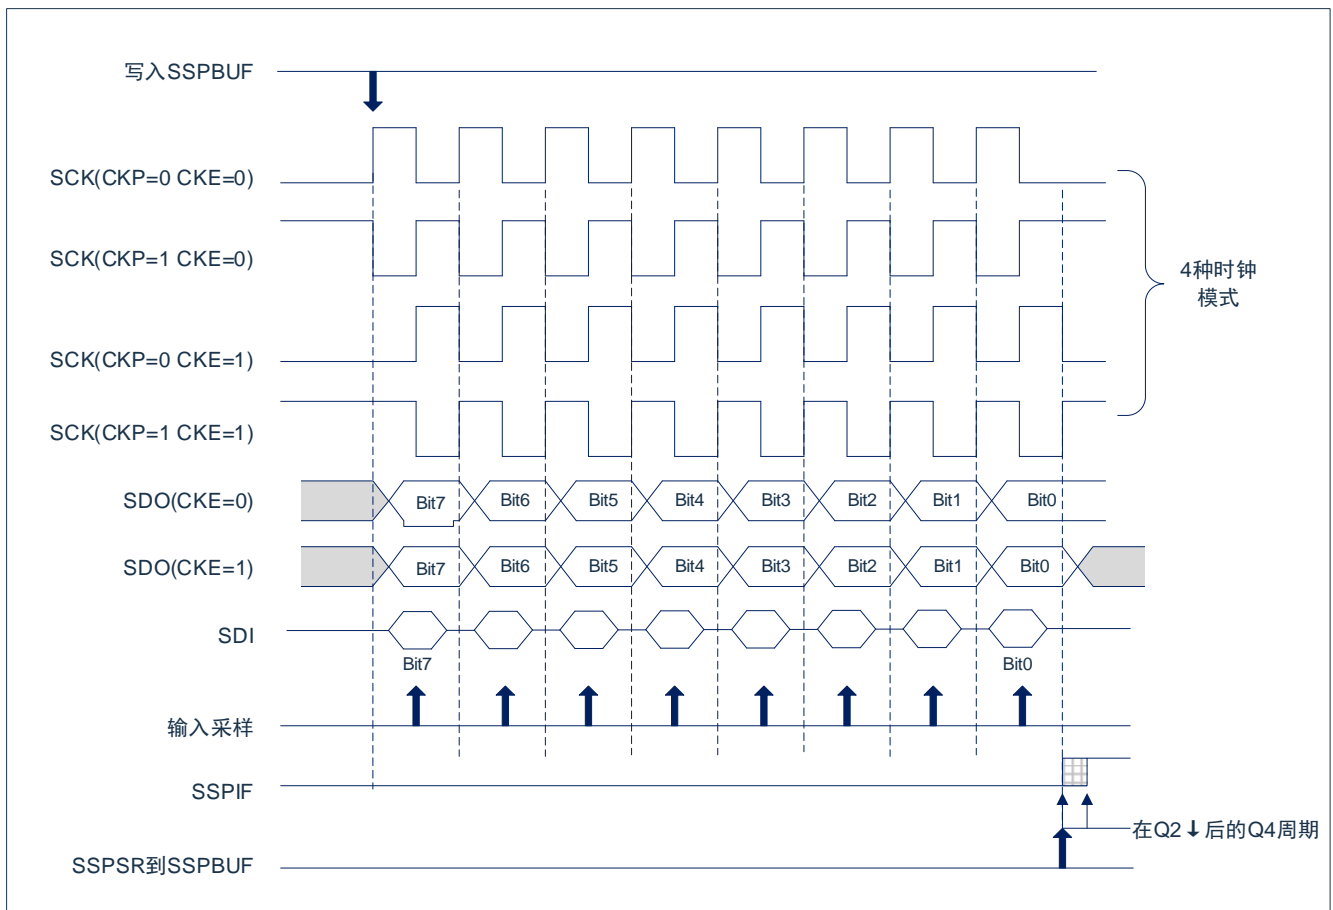 写入SSPBUF
SCK(CKP=0 CKE=0)
SCK(CKP=1 CKE=0)
4种时钟
模式
SCK(CKP=0 CKE=1)
SCK(CKP=1 CKE=1)
SDO(CKE=0) Bit7 Bit6 Bit5 Bit4 Bit3 Bit2 Bit1 Bit0
SDO(CKE=1) Bit7 Bit6 Bit5 Bit4 Bit3 Bit2 Bit1 Bit0
SDI
Bit7 Bit0
输入采样
SSPIF
在Q2↓后的Q4周期
SSPSR到SSPBUF